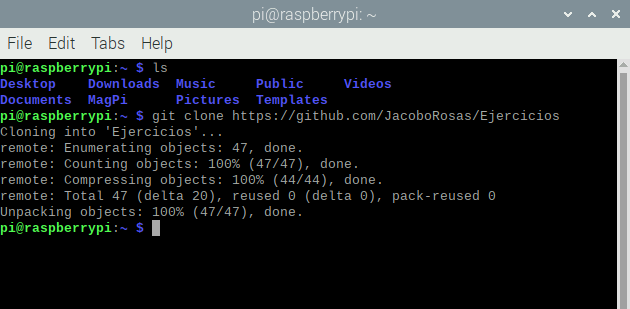 pi@raspberrypi: ~
File Edit Tabs Help
pi@raspberrypi:~ $ ls
Desktop    Downloads  Music     Public     Videos
Documents  MagPi      Pictures  Templates
pi@raspberrypi:~ $ git clone https://github.com/JacoboRosas/Ejercicios
Cloning into 'Ejercicios'...
remote: Enumerating objects: 47, done.
remote: Counting objects: 100% (47/47), done.
remote: Compressing objects: 100% (44/44), done.
remote: Total 47 (delta 20), reused 0 (delta 0), pack-reused 0
Unpacking objects: 100% (47/47), done.
pi@raspberrypi:~ $